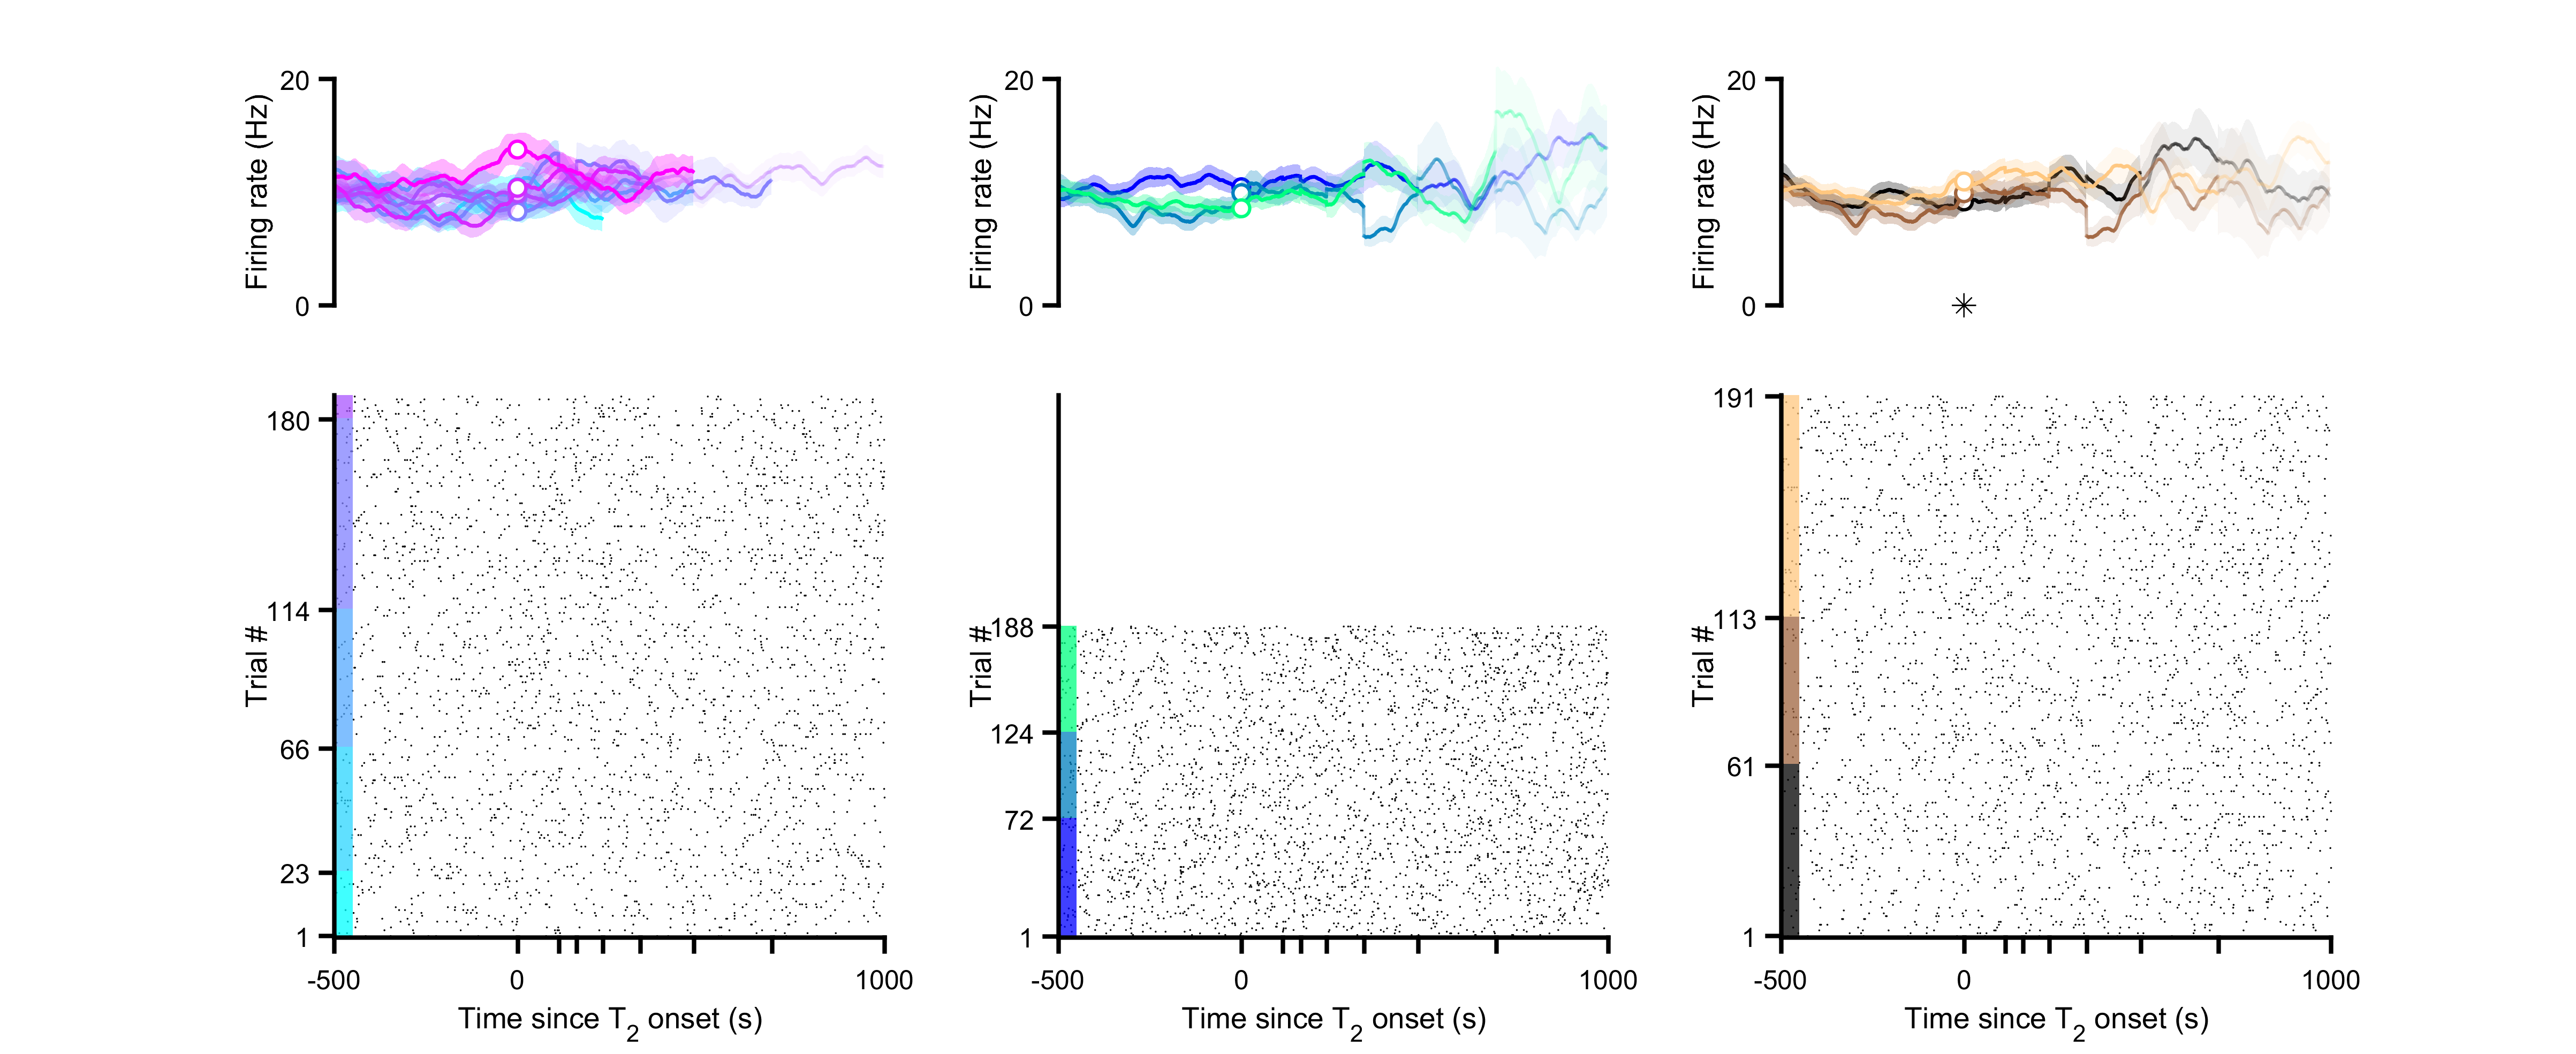 20
Firing rate (Hz)
0
20
Firing rate (Hz)
0
20
Firing rate (Hz)
0
180
114
66
23
1
Trial #
-500 0 1000
Time since T2 onset (s)
188
124
72
1
Trial #
-500 0 1000
Time since T2 onset (s)
191
113
61
1
Trial #
-500 0 1000
Time since T2 onset (s)